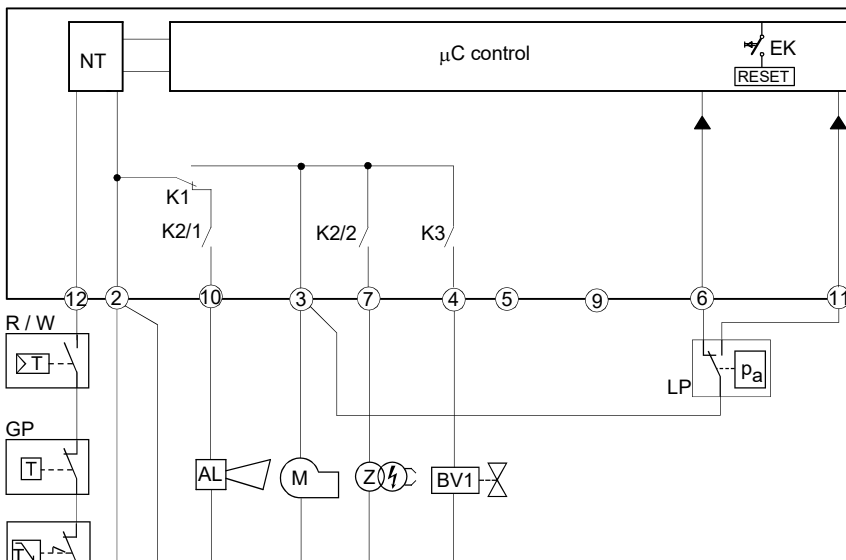 NT
μC control
EK
RESET
K1
K2/1
K2/2
K3
12
2
10
3
7
4
5
9
6
11
R / W
T
LP
pa
GP
T
AL
M
Z
BV1
T